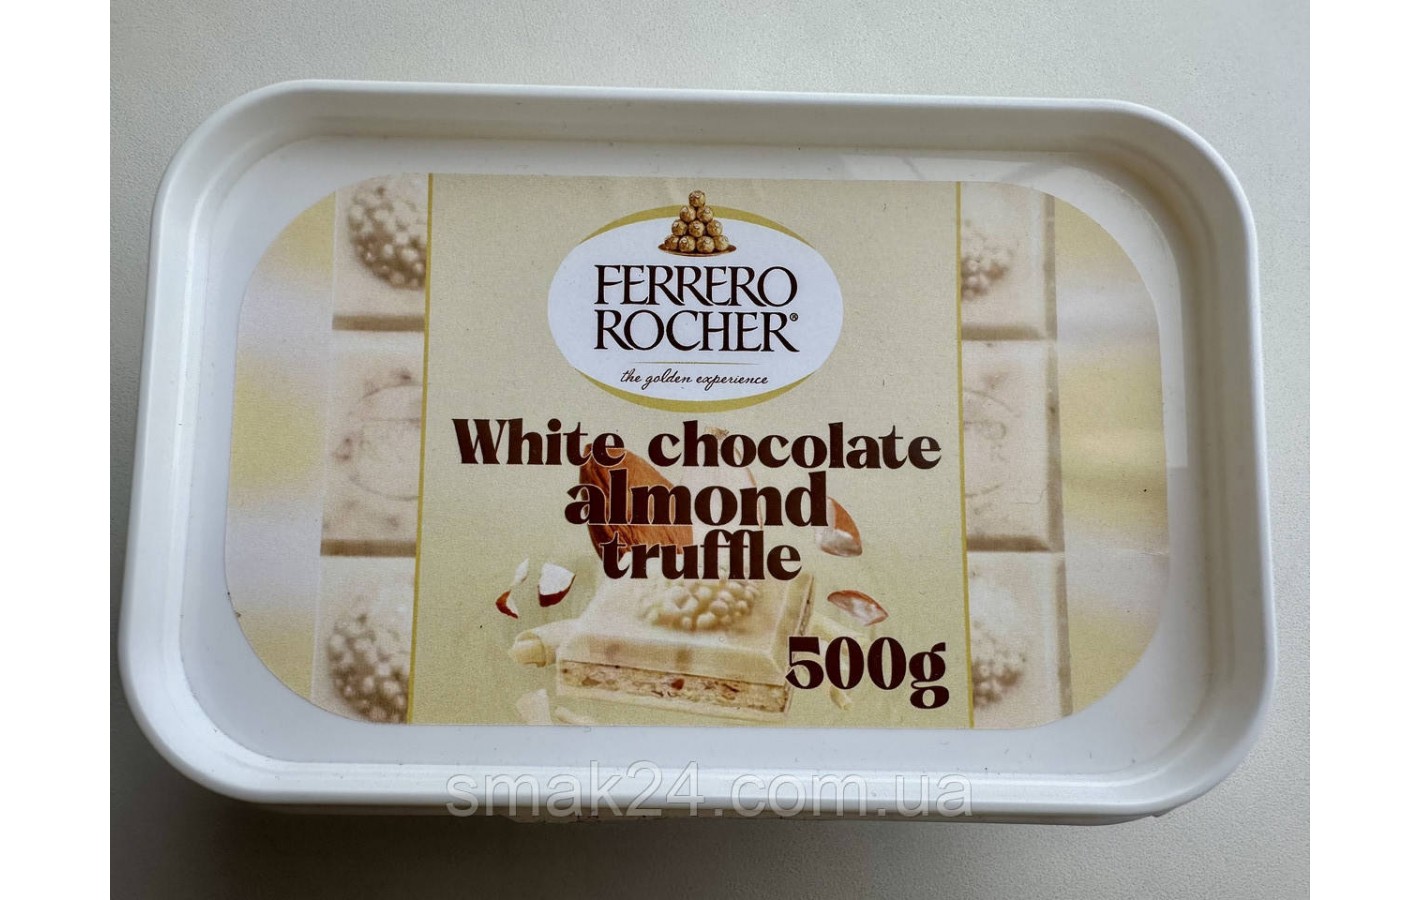 FERRERO
ROCHER®
the golden experience
White chocolate
almond
truffle
500g
smak24.com.ua